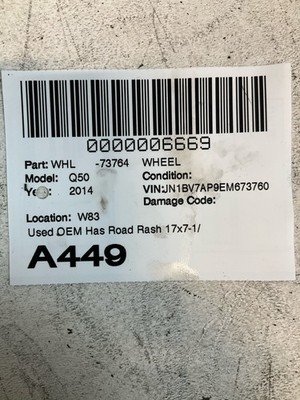 0000006669
Part: WHL -73764 WHEEL
Model: Q50 Condition:
Ye 2014 VIN:JN1BV7AP9EM673760
Damage Code:
Location: W83
Used OEM Has Road Rash 17x7-1/
A449